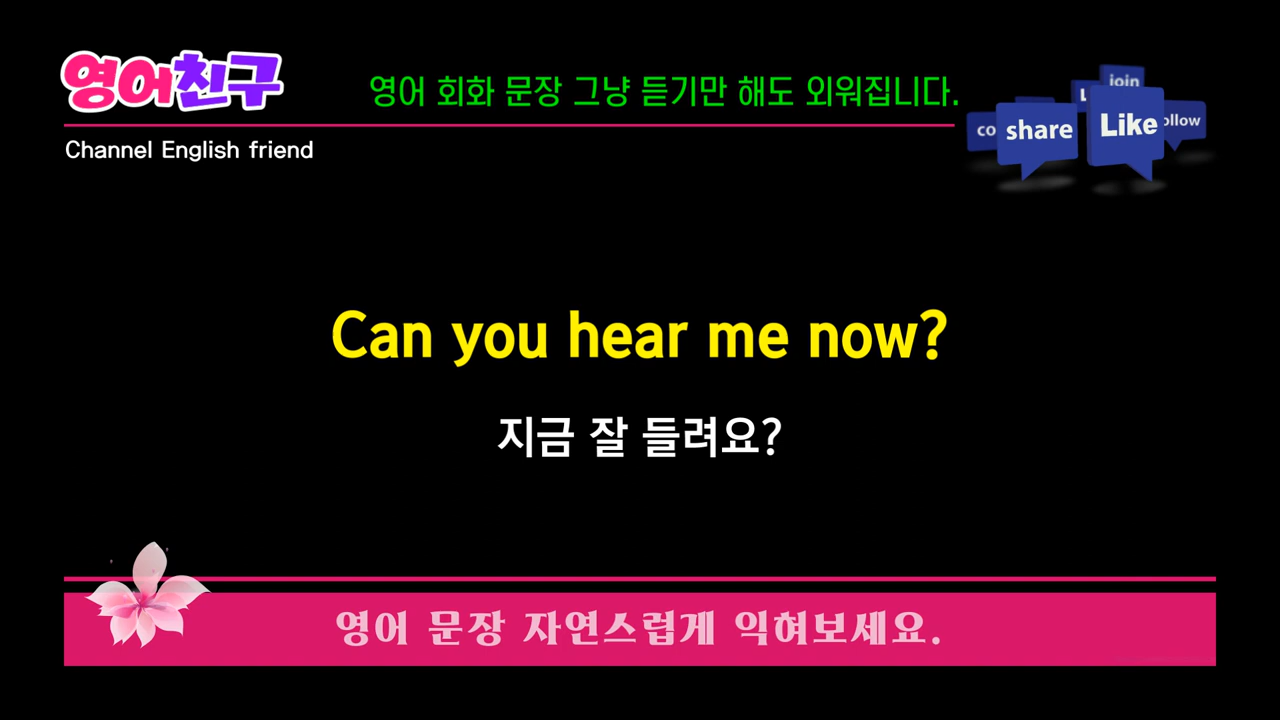 영어친구
영어 회화 문장 그냥 듣기만 해도 외워집니다.
Channel English friend
join
share
Like
Can you hear me now?
지금 잘 들려요?
영어 문장 자연스럽게 익혀보세요.